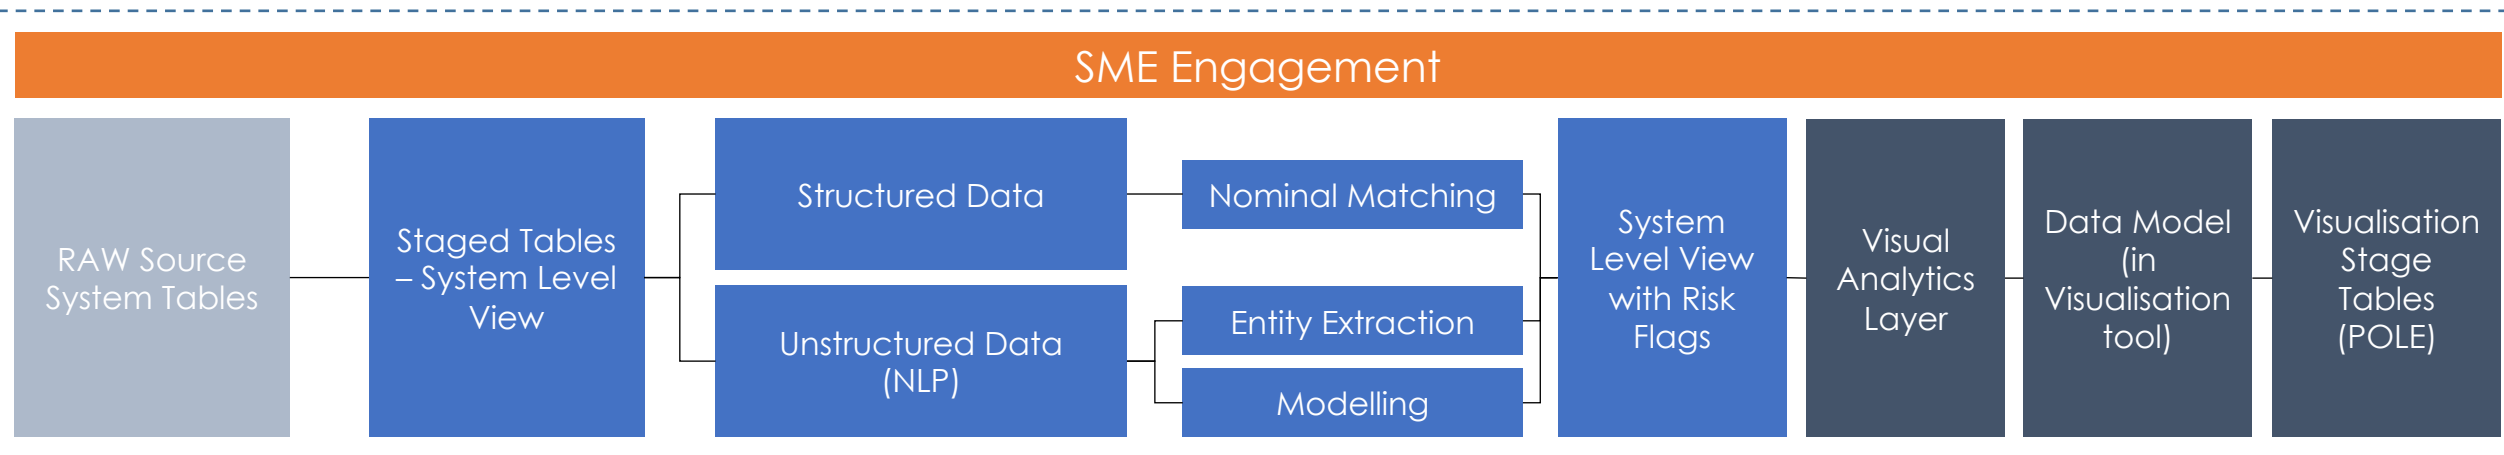 SME Engagement
RAW Source
System Tables
Staged Tables
– System Level
View
Structured Data
Unstructured Data
(NLP)
Nominal Matching
Entity Extraction
Modelling
System
Level View
with Risk
Flags
Visual
Analytics
Layer
Data Model
(in
Visualisation
tool)
Visualisation
Stage
Tables
(POLE)